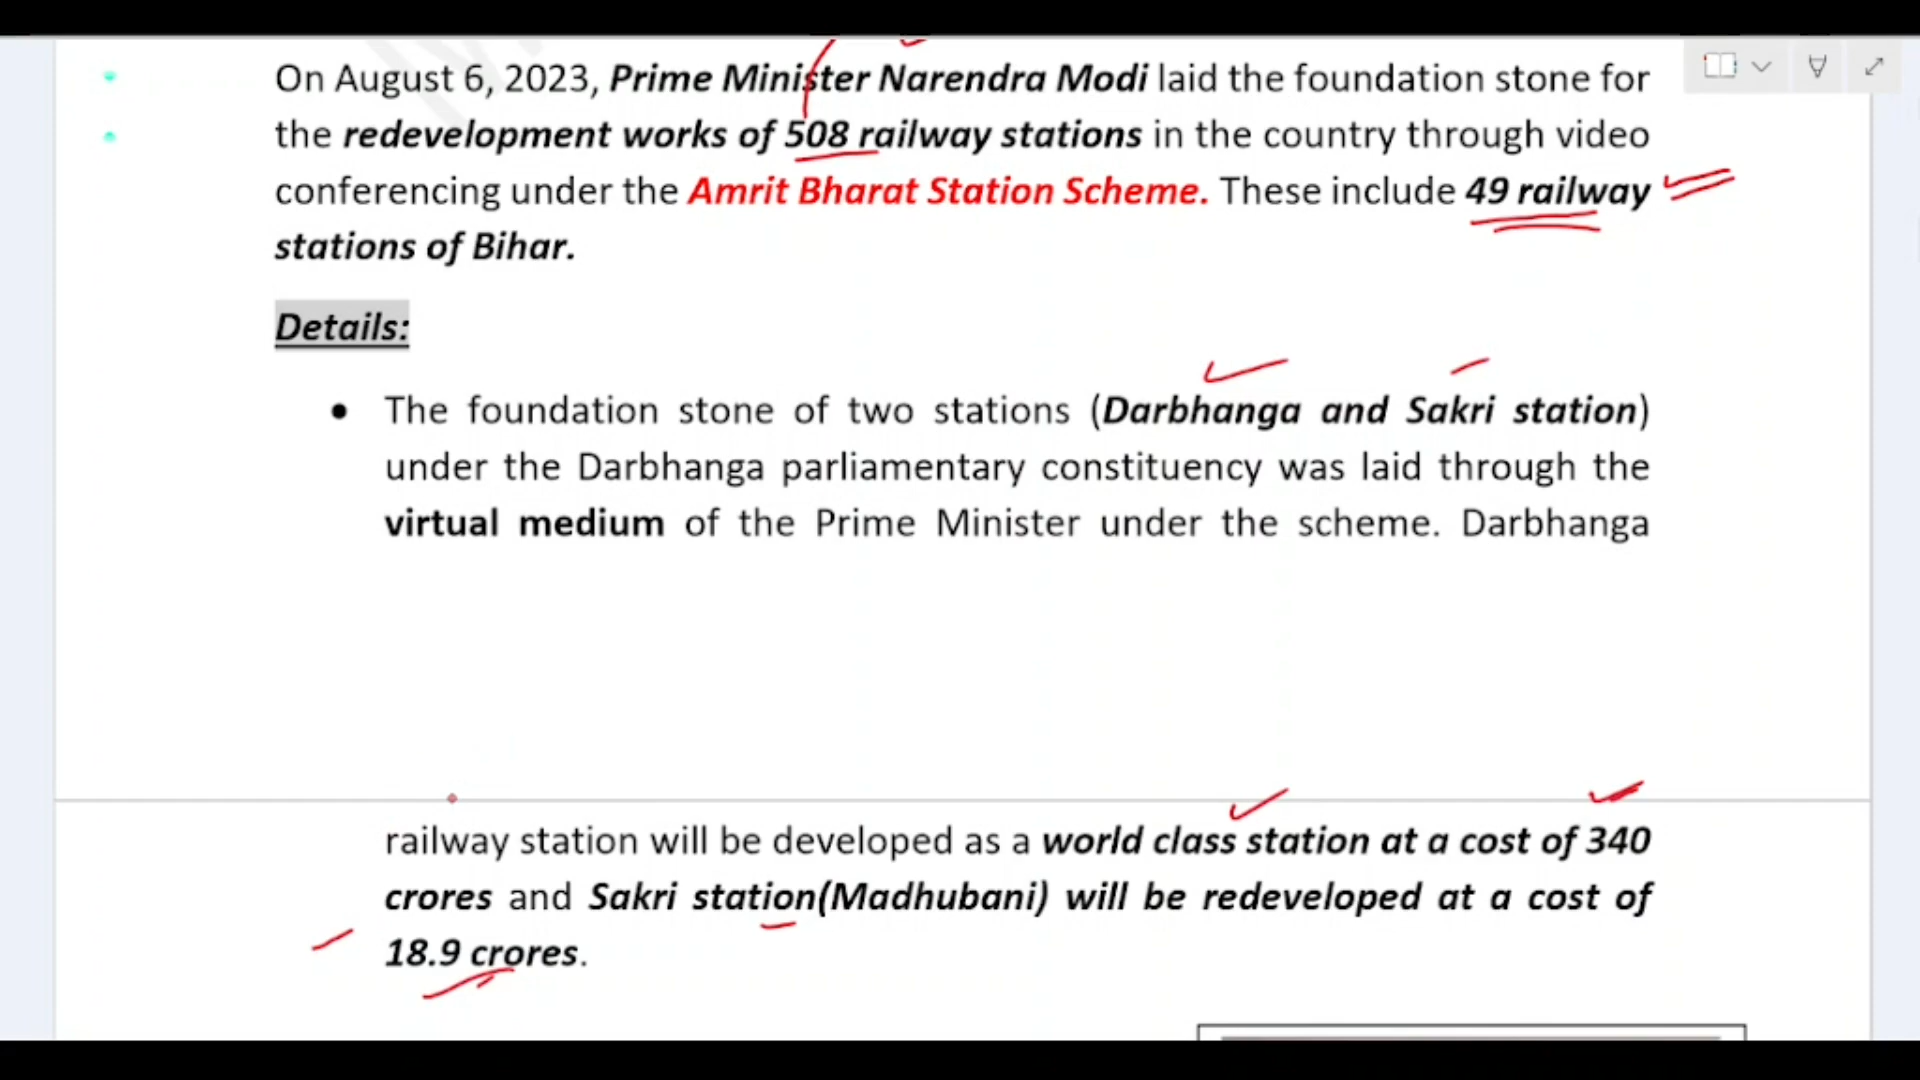 On August 6, 2023, Prime Minister Narendra Modi laid the foundation stone for
the redevelopment works of 508 railway stations in the country through video
conferencing under the Amrit Bharat Station Scheme. These include 49 railway
stations of Bihar.
Details:
• The foundation stone of two stations (Darbhanga and Sakri station)
under the Darbhanga parliamentary constituency was laid through the
virtual medium of the Prime Minister under the scheme. Darbhanga
railway station will be developed as a world class station at a cost of 340
crores and Sakri station(Madhubani) will be redeveloped at a cost of
18.9 crores.